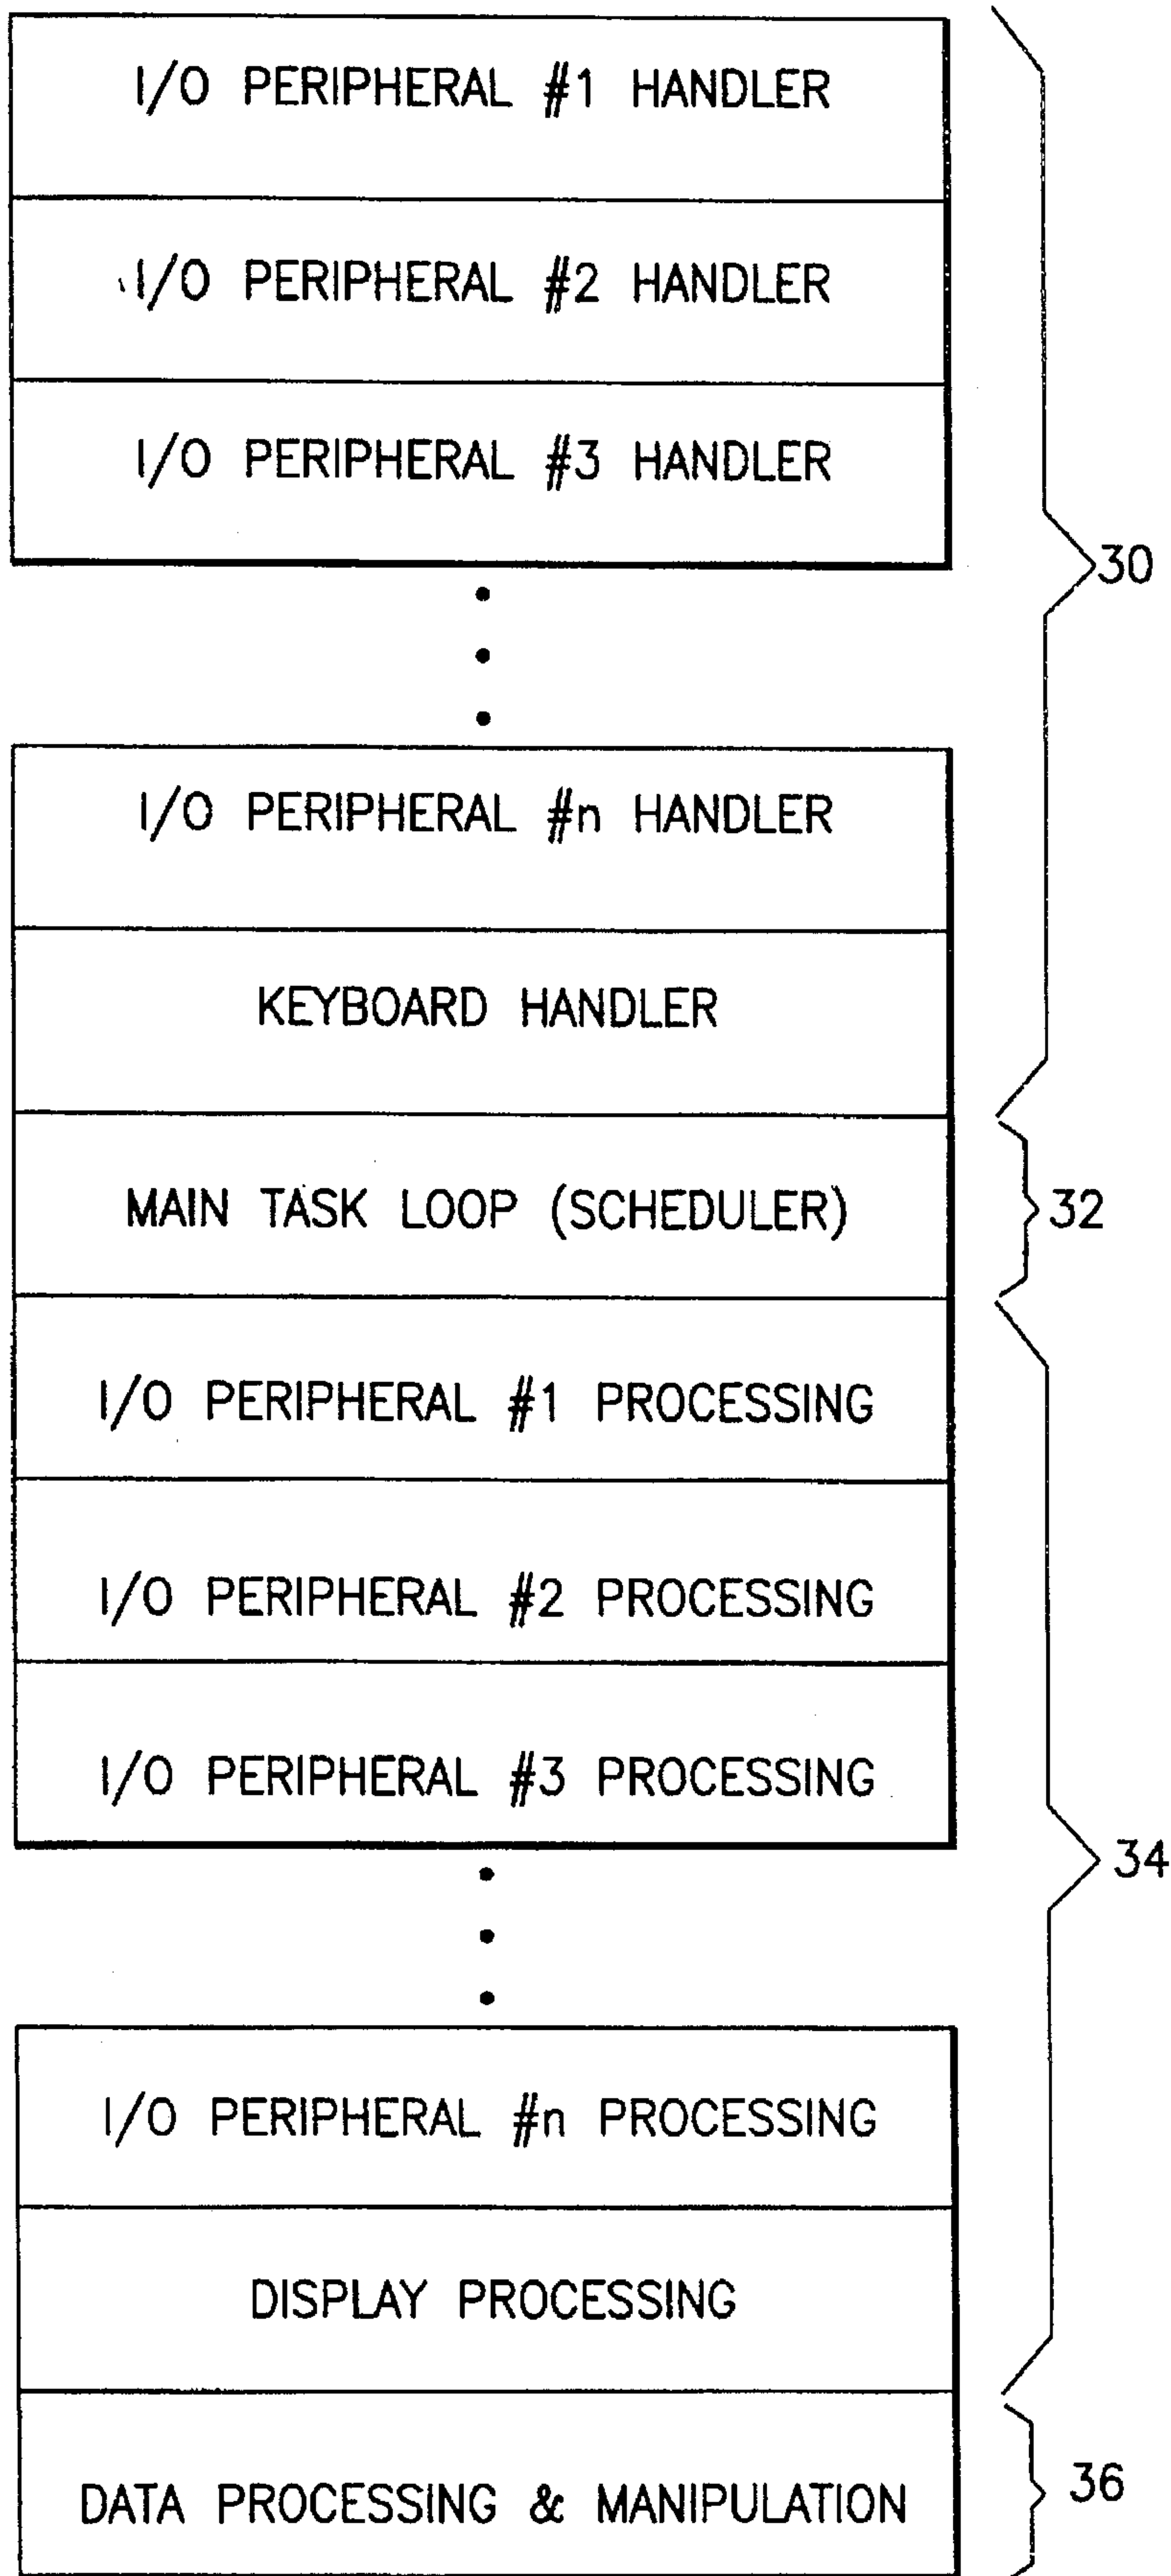 I/O PERIPHERAL #1 HANDLER
I/O PERIPHERAL #2 HANDLER
I/O PERIPHERAL #3 HANDLER
30
I/O PERIPHERAL #n HANDLER
KEYBOARD HANDLER
MAIN TASK LOOP (SCHEDULER)
32
I/O PERIPHERAL #1 PROCESSING
I/O PERIPHERAL #2 PROCESSING
I/O PERIPHERAL #3 PROCESSING
34
I/O PERIPHERAL #n PROCESSING
DISPLAY PROCESSING
DATA PROCESSING & MANIPULATION
36